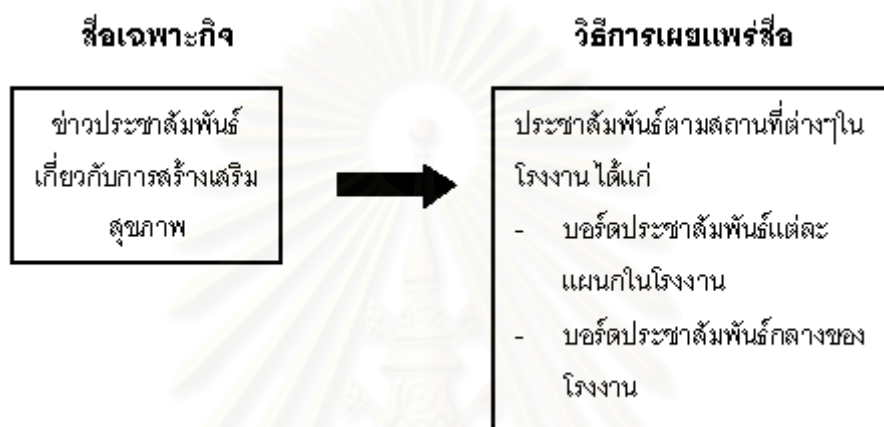 สื่อเฉพาะกิจ
ข่าวประชาสัมพันธ์
เกี่ยวกับการสร้างเสริม
สุขภาพ
วิธีการเผยแพร่สื่อ
ประชาสัมพันธ์ตามสถานที่ต่างๆใน
โรงงาน ได้แก่
- บอร์ดประชาสัมพันธ์แต่ละ
แผนกในโรงงาน
- บอร์ดประชาสัมพันธ์กลางของ
โรงงาน